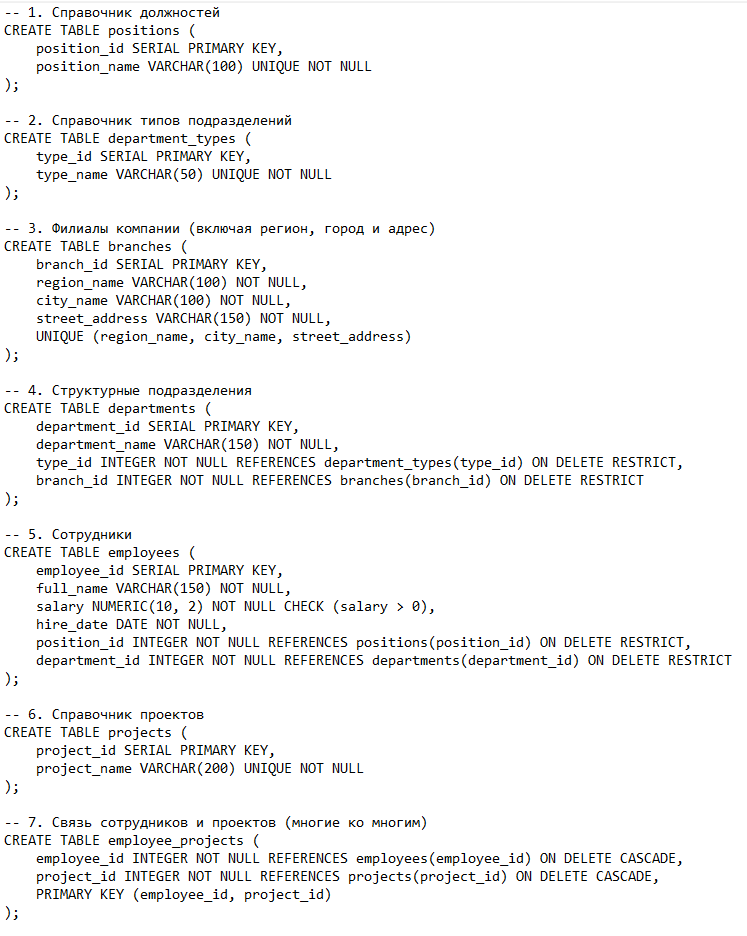 -- 1. Справочник должностей
CREATE TABLE positions (
    position_id SERIAL PRIMARY KEY,
    position_name VARCHAR(100) UNIQUE NOT NULL
);

-- 2. Справочник типов подразделений
CREATE TABLE department_types (
    type_id SERIAL PRIMARY KEY,
    type_name VARCHAR(50) UNIQUE NOT NULL
);

-- 3. Филиалы компании (включая регион, город и адрес)
CREATE TABLE branches (
    branch_id SERIAL PRIMARY KEY,
    region_name VARCHAR(100) NOT NULL,
    city_name VARCHAR(100) NOT NULL,
    street_address VARCHAR(150) NOT NULL,
    UNIQUE (region_name, city_name, street_address)
);

-- 4. Структурные подразделения
CREATE TABLE departments (
    department_id SERIAL PRIMARY KEY,
    department_name VARCHAR(150) NOT NULL,
    type_id INTEGER NOT NULL REFERENCES department_types(type_id) ON DELETE RESTRICT,
    branch_id INTEGER NOT NULL REFERENCES branches(branch_id) ON DELETE RESTRICT
);

-- 5. Сотрудники
CREATE TABLE employees (
    employee_id SERIAL PRIMARY KEY,
    full_name VARCHAR(150) NOT NULL,
    salary NUMERIC(10, 2) NOT NULL CHECK (salary > 0),
    hire_date DATE NOT NULL,
    position_id INTEGER NOT NULL REFERENCES positions(position_id) ON DELETE RESTRICT,
    department_id INTEGER NOT NULL REFERENCES departments(department_id) ON DELETE RESTRICT
);

-- 6. Справочник проектов
CREATE TABLE projects (
    project_id SERIAL PRIMARY KEY,
    project_name VARCHAR(200) UNIQUE NOT NULL
);

-- 7. Связь сотрудников и проектов (многие ко многим)
CREATE TABLE employee_projects (
    employee_id INTEGER NOT NULL REFERENCES employees(employee_id) ON DELETE CASCADE,
    project_id INTEGER NOT NULL REFERENCES projects(project_id) ON DELETE CASCADE,
    PRIMARY KEY (employee_id, project_id)
);